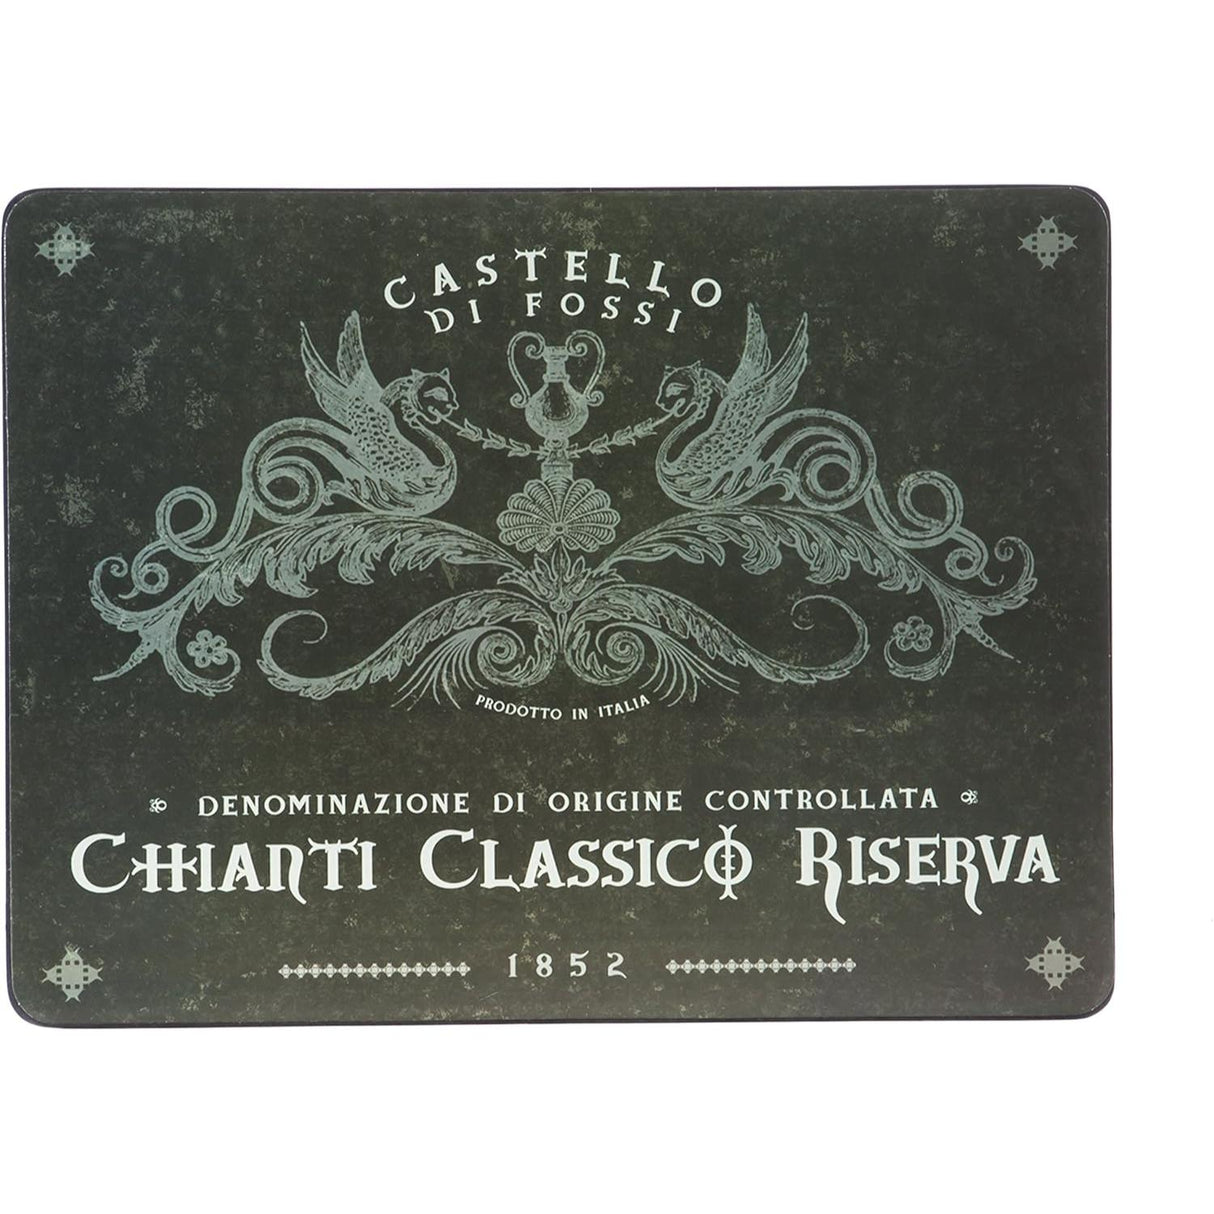 CASTELLO
DI FOSSI
PRODOTTO IN ITALIA
DENOMINAZIONE DI ORIGINE CONTROLLATA
CHIANTI CLASSICO RISERVA
1852